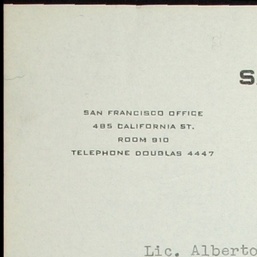 S
SAN FRANCISCO OFFICE
485 CALIFORNIA ST.
ROOM 910
TELEPHONE DOUGLAS 4447
Lic. Alberto